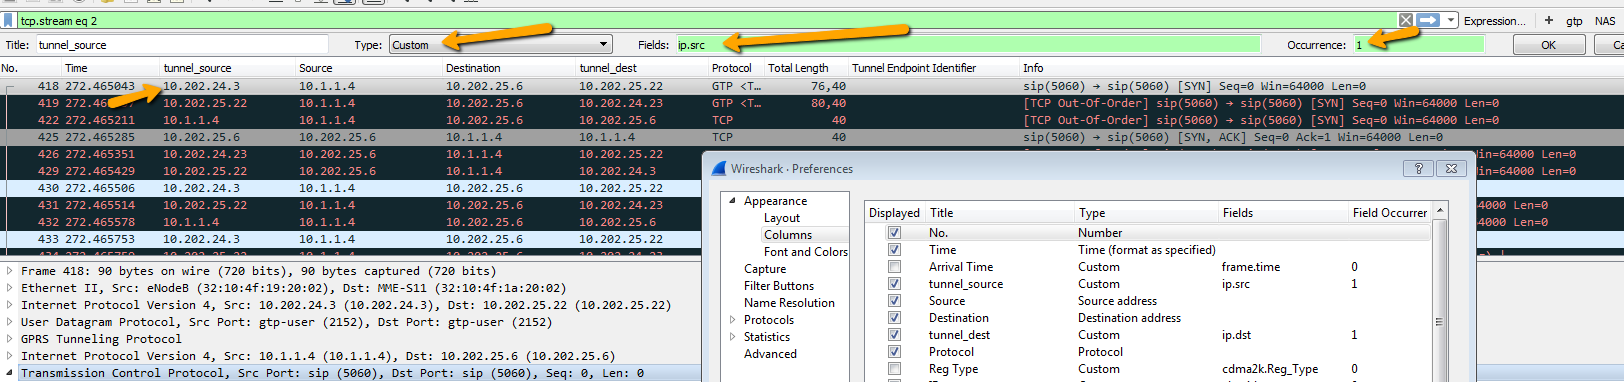 tcp.stream eq 2 Expression... + gtp NAS
Title: tunnel_source Type: Custom Fields: ip.src Occurrence: 1 OK Ca
No. Time tunnel_source Source Destination tunnel_dest Protocol Total Length Tunnel Endpoint Identifier Info
418 272.465043 10.202.24.3 10.1.1.4 10.202.25.6 10.202.25.22 GTP <T… 76,40 sip(5060) → sip(5060) [SYN] Seq=0 Win=64000 Len=0
419 272.46 10.202.25.22 10.1.1.4 10.202.25.6 10.202.24.23 GTP <T… 80,40 [TCP Out-Of-Order] sip(5060) → sip(5060) [SYN] Seq=0 Win=64000 Len=0
422 272.465211 10.1.1.4 10.1.1.4 10.202.25.6 10.202.25.6 TCP 40 [TCP Out-Of-Order] sip(5060) → sip(5060) [SYN] Seq=0 Win=64000 Len=0
425 272.465285 10.202.25.6 10.202.25.6 10.1.1.4 10.1.1.4 TCP 40 sip(5060) → sip(5060) [SYN, ACK] Seq=0 Ack=1 Win=64000 Len=0
426 272.465351 10.202.24.23 10.202.25.6 10.1.1.4 10.202.25.22 Win=64000 Len=0
429 272.465429 10.202.25.22 10.202.25.6 10.1.1.4 10.202.24.3 Win=64000 Len=0
430 272.465506 10.202.24.3 10.1.1.4 10.202.25.6 10.202.25.22
431 272.465514 10.202.25.22 10.1.1.4 10.202.25.6 10.202.24.23 =64000 Len=0
432 272.465578 10.1.1.4 10.1.1.4 10.202.25.6 10.202.25.6 =64000 Len=0
433 272.465753 10.202.24.3 10.1.1.4 10.202.25.6 10.202.25.22
Wireshark · Preferences
Appearance
Layout
Columns
Font and Colors
Capture
Filter Buttons
Name Resolution
Protocols
Statistics
Advanced
Displayed Title Type Fields Field Occurrer
No. Number
Time Time (format as specified)
Arrival Time Custom frame.time 0
tunnel_source Custom ip.src 1
Source Source address
Destination Destination address
tunnel_dest Custom ip.dst 1
Protocol Protocol
Reg Type Custom cdma2k.Reg_Type 0
Frame 418: 90 bytes on wire (720 bits), 90 bytes captured (720 bits)
Ethernet II, Src: eNodeB (32:10:4f:19:20:02), Dst: MME-S11 (32:10:4f:1a:20:02)
Internet Protocol Version 4, Src: 10.202.24.3 (10.202.24.3), Dst: 10.202.25.22 (10.202.25.22)
User Datagram Protocol, Src Port: gtp-user (2152), Dst Port: gtp-user (2152)
GPRS Tunneling Protocol
Internet Protocol Version 4, Src: 10.1.1.4 (10.1.1.4), Dst: 10.202.25.6 (10.202.25.6)
Transmission Control Protocol, Src Port: sip (5060), Dst Port: sip (5060), Seq: 0, Len: 0